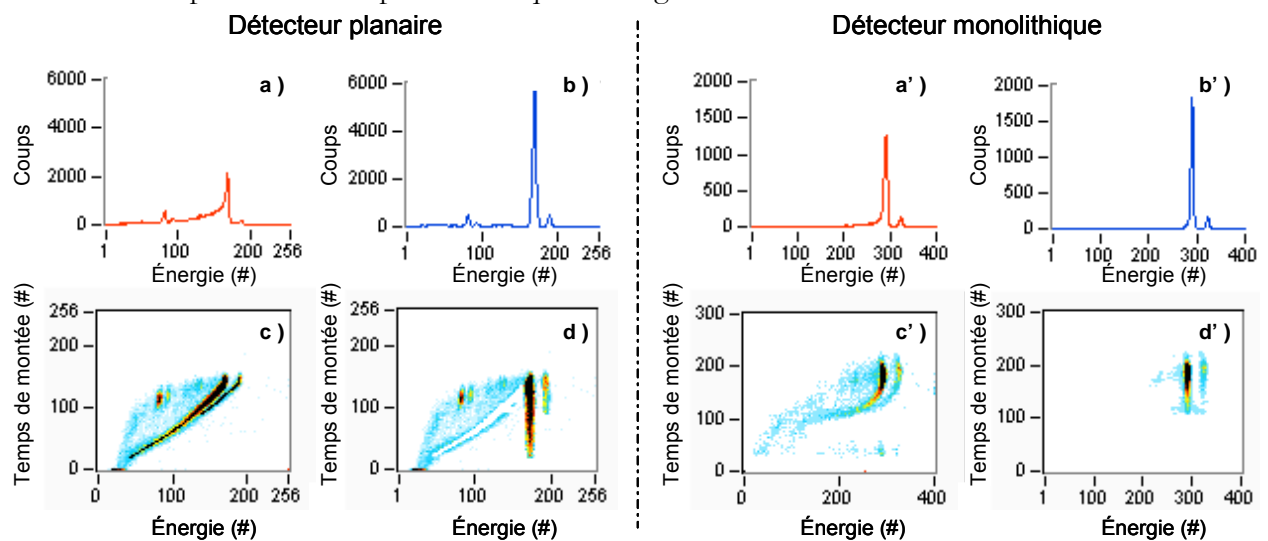 Détecteur planaire
Détecteur monolithique
a )
Coups
6000
4000
2000
0
1
100
200
256
Énergie (#)
b )
Coups
6000
4000
2000
0
1
100
200
256
Énergie (#)
a’ )
Coups
2000
1500
1000
500
0
1
100
200
300
400
Énergie (#)
b’ )
Coups
2000
1500
1000
500
0
1
100
200
300
400
Énergie (#)
c )
Temps de montée (#)
256
200
100
0
0
100
200
256
Énergie (#)
d )
Temps de montée (#)
256
200
100
0
1
100
200
256
Énergie (#)
c’ )
Temps de montée (#)
300
200
100
0
0
200
400
Énergie (#)
d’ )
Temps de montée (#)
300
200
100
0
1
100
200
300
400
Énergie (#)